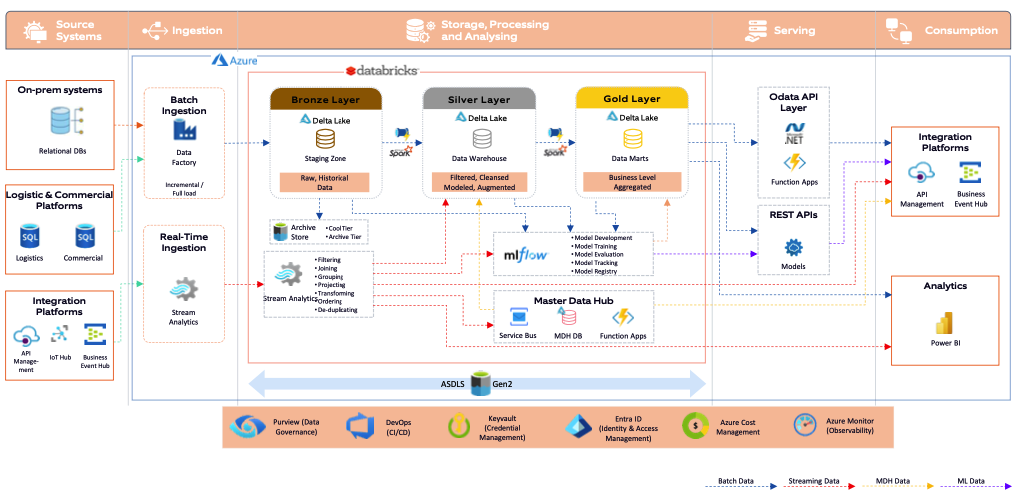 Source
Systems
Ingestion
Storage, Processing
and Analysing
Serving
Consumption
Azure
databricks
On-prem systems
Relational DBs
Logistic & Commercial
Platforms
SQL
SQL
Logistics
Commercial
Integration
Platforms
API
Manage-
ment
IoT Hub
Business
Event Hub
Batch
Ingestion
Data
Factory
Incremental /
Full load
Real-Time
Ingestion
Stream
Analytics
Bronze Layer
Delta Lake
Staging Zone
Raw, Historical
Data
Spark
Silver Layer
Delta Lake
Data Warehouse
Filtered, Cleansed
Modeled, Augmented
Spark
Gold Layer
Delta Lake
Data Marts
Business Level
Aggregated
Archive
Store
•Cool Tier
•Archive Tier
Stream Analytics
•Filtering
•Joining
•Grouping
•Projecting
•Transforming
•Ordering
•De-duplicating
mlflow
•Model Development
•Model Training
•Model Evaluation
•Model Tracking
•Model Registry
Master Data Hub
Service Bus
MDH DB
Function Apps
ASDLS
Gen2
Odata API
Layer
.NET
Function Apps
REST APIs
Models
Integration
Platforms
API
Management
Business
Event Hub
Analytics
Power BI
Purview (Data
Governance)
DevOps
(CI/CD)
Keyvault
(Credential
Management)
Entra ID
(Identity & Access
Management)
$
Azure Cost
Management
Azure Monitor
(Observability)
Batch Data
Streaming Data
MDH Data
ML Data